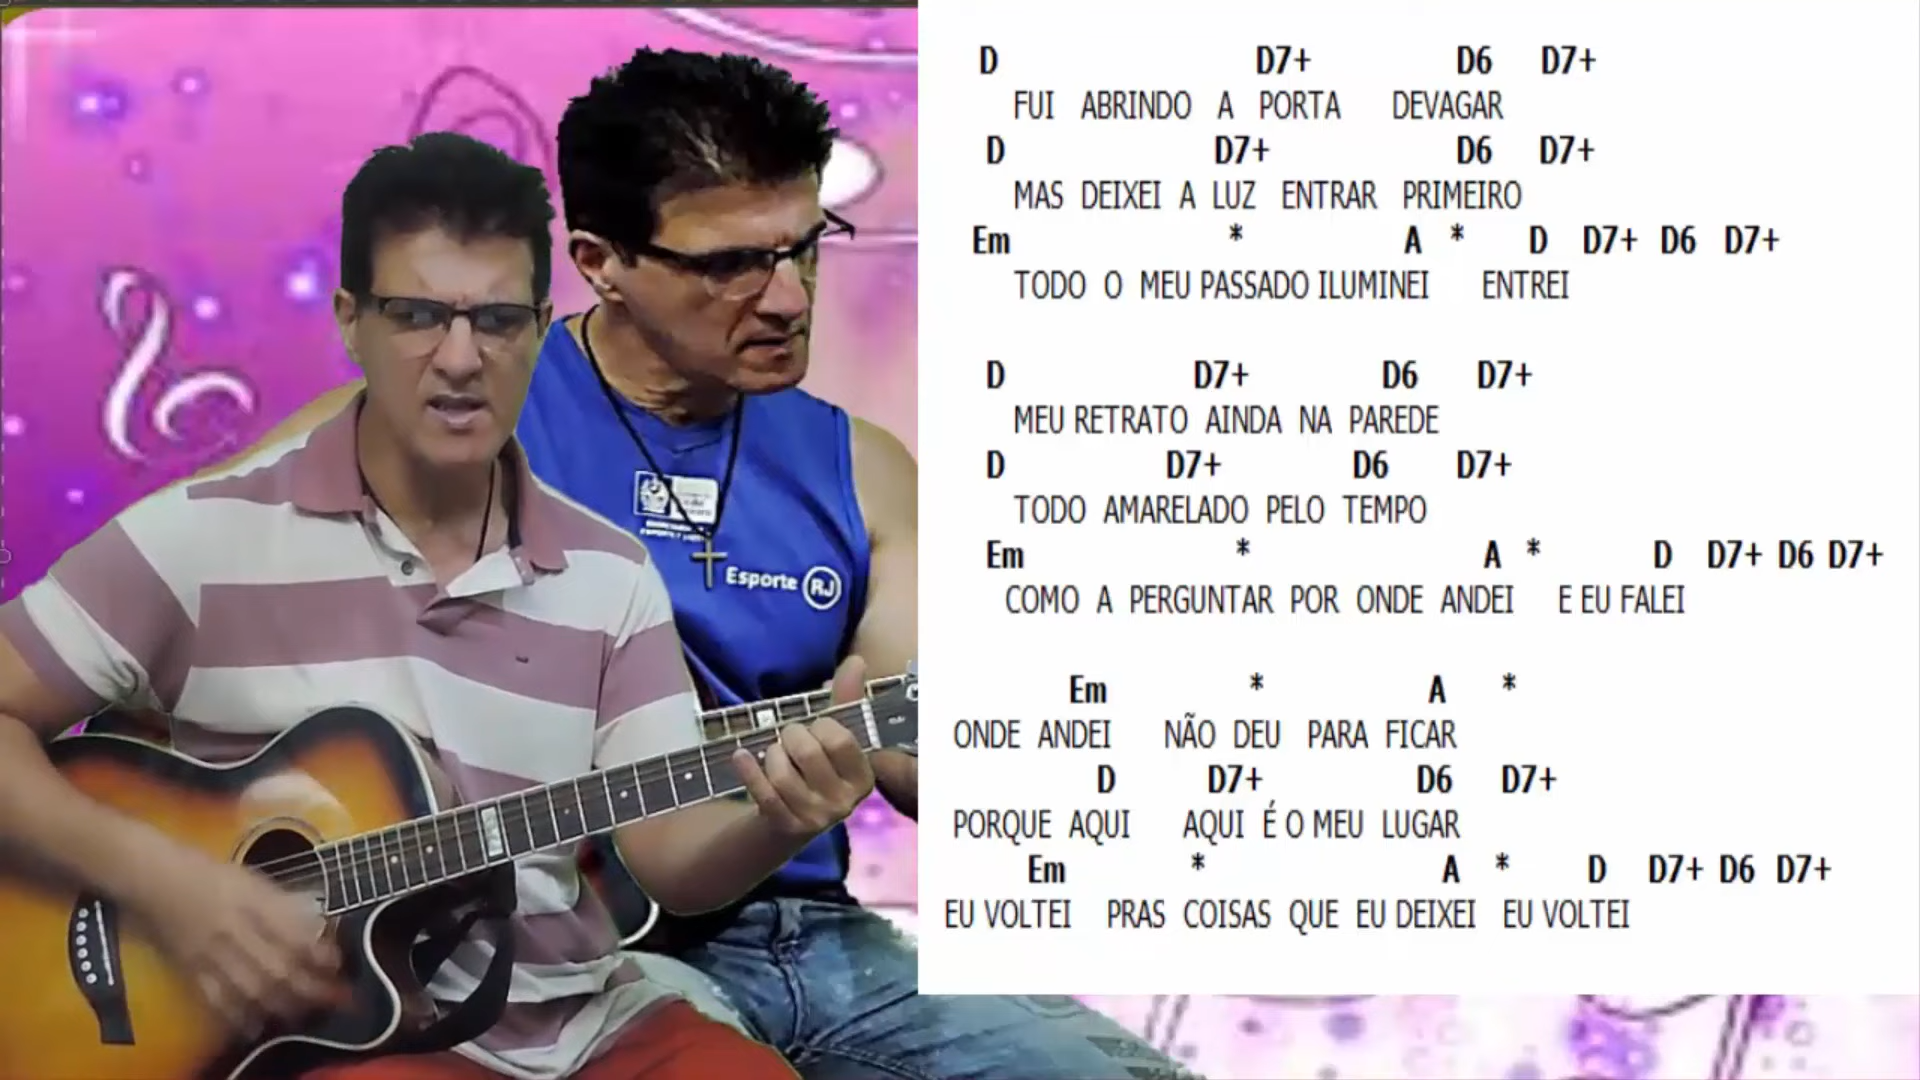 D D7+ D6 D7+
FUI ABRINDO A PORTA DEVAGAR
D D7+ D6 D7+
MAS DEIXEI A LUZ ENTRAR PRIMEIRO
Em * A * D D7+ D6 D7+
TODO O MEU PASSADO ILUMINEI ENTREI
D D7+ D6 D7+
MEU RETRATO AINDA NA PAREDE
D D7+ D6 D7+
TODO AMARELADO PELO TEMPO
Em * A * D D7+ D6 D7+
COMO A PERGUNTAR POR ONDE ANDEI E EU FALEI
Em * A *
ONDE ANDEI NÃO DEU PARA FICAR
D D7+ D6 D7+
PORQUE AQUI AQUI É O MEU LUGAR
Em * A * D D7+ D6 D7+
EU VOLTEI PRAS COISAS QUE EU DEIXEI EU VOLTEI
Esporte RJ